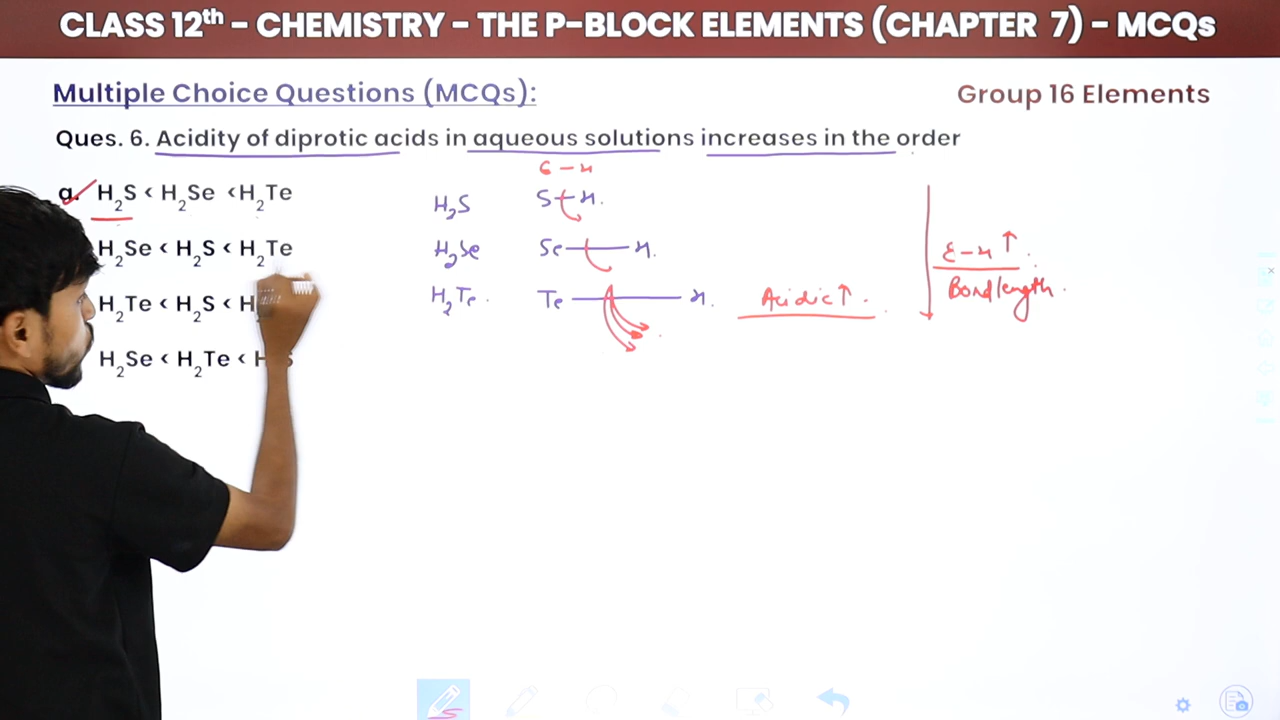 CLASS 12th – CHEMISTRY – THE P–BLOCK ELEMENTS (CHAPTER 7) – MCQs
Multiple Choice Questions (MCQs):
Group 16 Elements
Ques. 6. Acidity of diprotic acids in aqueous solutions increases in the order
a. H2S < H2Se <H2Te
H2Se < H2S < H2Te
H2Te < H2S < H
H2Se < H2Te < H
H2S
S H.
H2Se
Se H.
H2Te.
Te H.
Acidic ↑.
E–H ↑
Bond length.